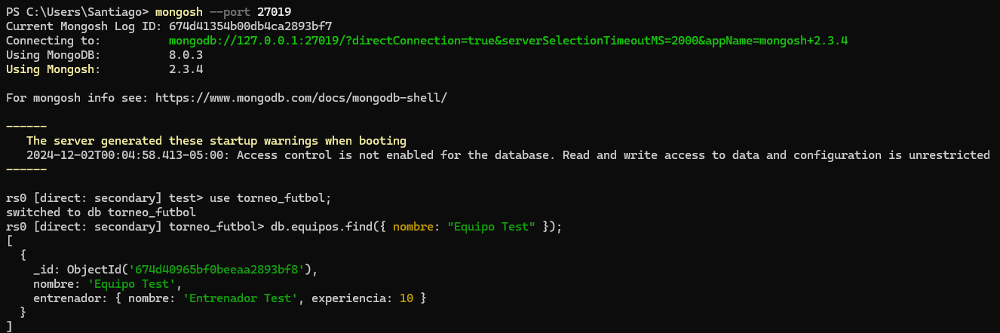 PS C:\Users\Santiago> mongosh --port 27019
Current Mongosh Log ID: 674d41354b00db4ca2893bf7
Connecting to:          mongodb://127.0.0.1:27019/?directConnection=true&serverSelectionTimeoutMS=2000&appName=mongosh+2.3.4
Using MongoDB:          8.0.3
Using Mongosh:          2.3.4

For mongosh info see: https://www.mongodb.com/docs/mongodb-shell/

------
   The server generated these startup warnings when booting
   2024-12-02T00:04:58.413-05:00: Access control is not enabled for the database. Read and write access to data and configuration is unrestricted
------

rs0 [direct: secondary] test> use torneo_futbol;
switched to db torneo_futbol
rs0 [direct: secondary] torneo_futbol> db.equipos.find({ nombre: "Equipo Test" });
[
  {
    _id: ObjectId('674d40965bf0beeaa2893bf8'),
    nombre: 'Equipo Test',
    entrenador: { nombre: 'Entrenador Test', experiencia: 10 }
  }
]